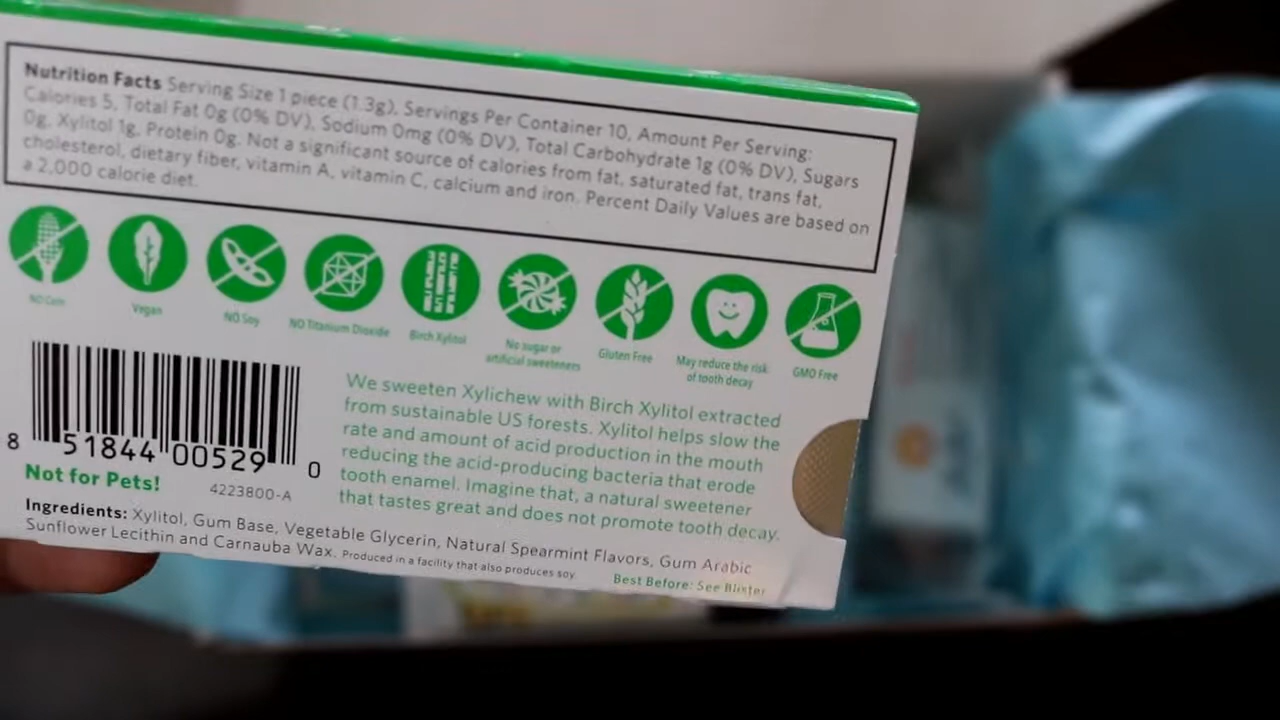 Nutrition Facts Serving Size 1 piece (1.3g), Servings Per Container 10, Amount Per Serving:
Calories 5, Total Fat 0g (0% DV), Sodium 0mg (0% DV), Total Carbohydrate 1g (0% DV), Sugars
0g, Xylitol 1g, Protein 0g. Not a significant source of calories from fat, saturated fat, trans fat,
cholesterol, dietary fiber, vitamin A, vitamin C, calcium and iron. Percent Daily Values are based on
a 2,000 calorie diet.
NO Corn
Vegan
NO Soy
NO Titanium Dioxide
Birch Xylitol
No sugar or
artificial sweeteners
Gluten Free
May reduce the risk
of tooth decay
GMO Free
8 51844 00529 0
Not for Pets!
4223800-A
We sweeten Xylichew with Birch Xylitol extracted
from sustainable US forests. Xylitol helps slow the
rate and amount of acid production in the mouth
reducing the acid-producing bacteria that erode
tooth enamel. Imagine that, a natural sweetener
that tastes great and does not promote tooth decay.
Ingredients: Xylitol, Gum Base, Vegetable Glycerin, Natural Spearmint Flavors, Gum Arabic
Sunflower Lecithin and Carnauba Wax. Produced in a facility that also produces soy
Best Before: See Blister